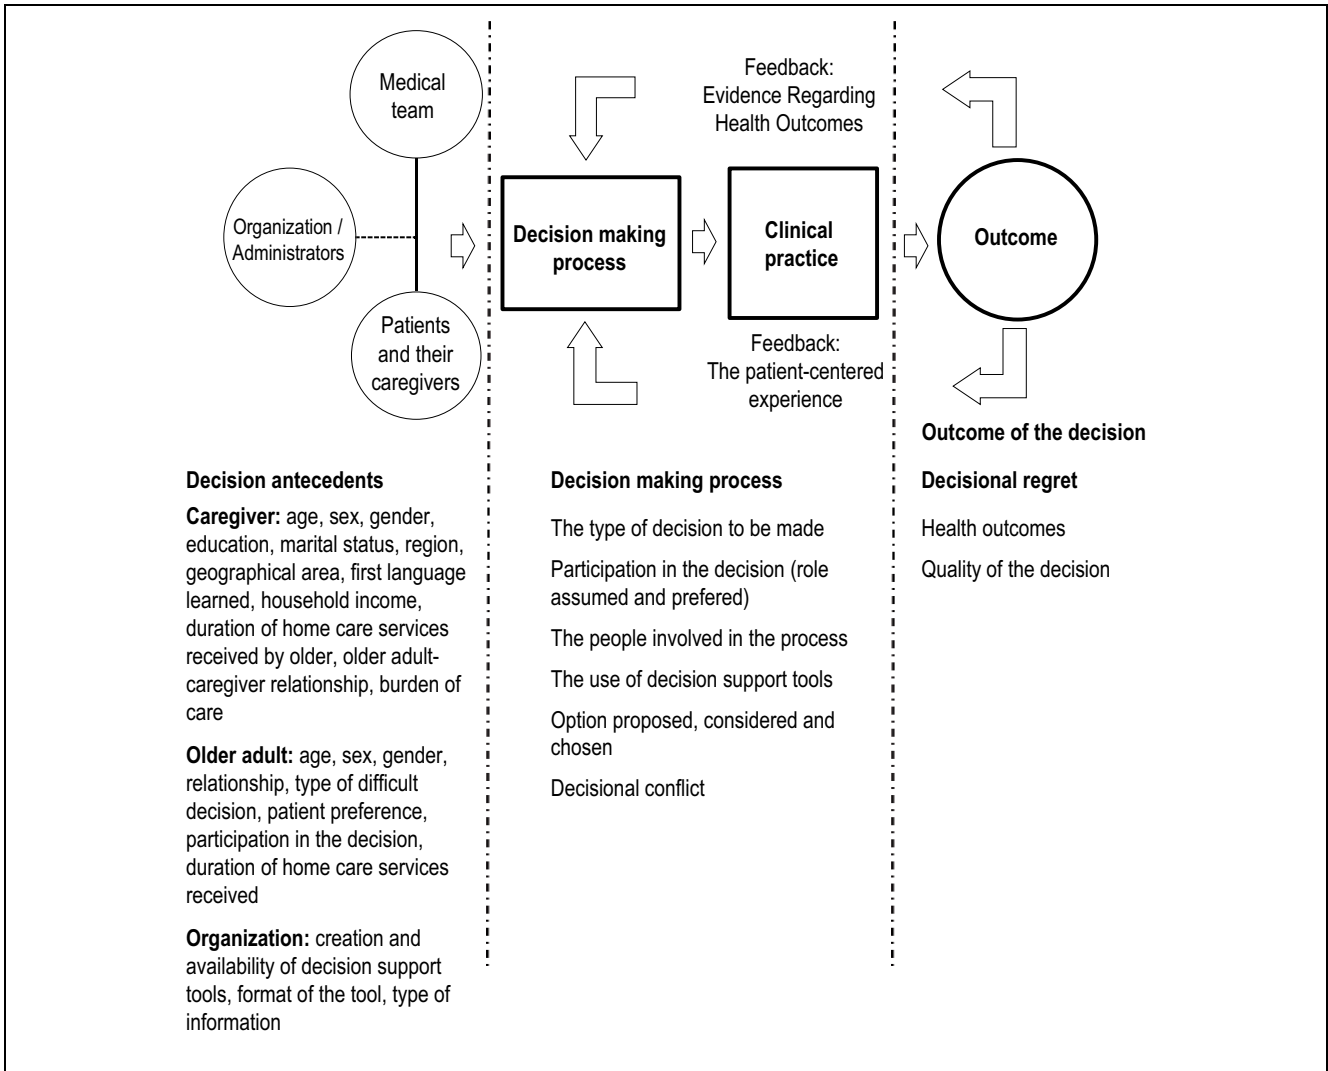 Medical
team
Organization /
Administrators
Patients
and their
caregivers
Feedback:
Evidence Regarding
Health Outcomes
Decision making
process
Clinical
practice
Outcome
Feedback:
The patient-centered
experience
Decision antecedents
Caregiver: age, sex, gender,
education, marital status, region,
geographical area, first language
learned, household income,
duration of home care services
received by older, older adult-
caregiver relationship, burden of
care
Older adult: age, sex, gender,
relationship, type of difficult
decision, patient preference,
participation in the decision,
duration of home care services
received
Organization: creation and
availability of decision support
tools, format of the tool, type of
information
Decision making process
The type of decision to be made
Participation in the decision (role
assumed and prefered)
The people involved in the process
The use of decision support tools
Option proposed, considered and
chosen
Decisional conflict
Outcome of the decision
Decisional regret
Health outcomes
Quality of the decision